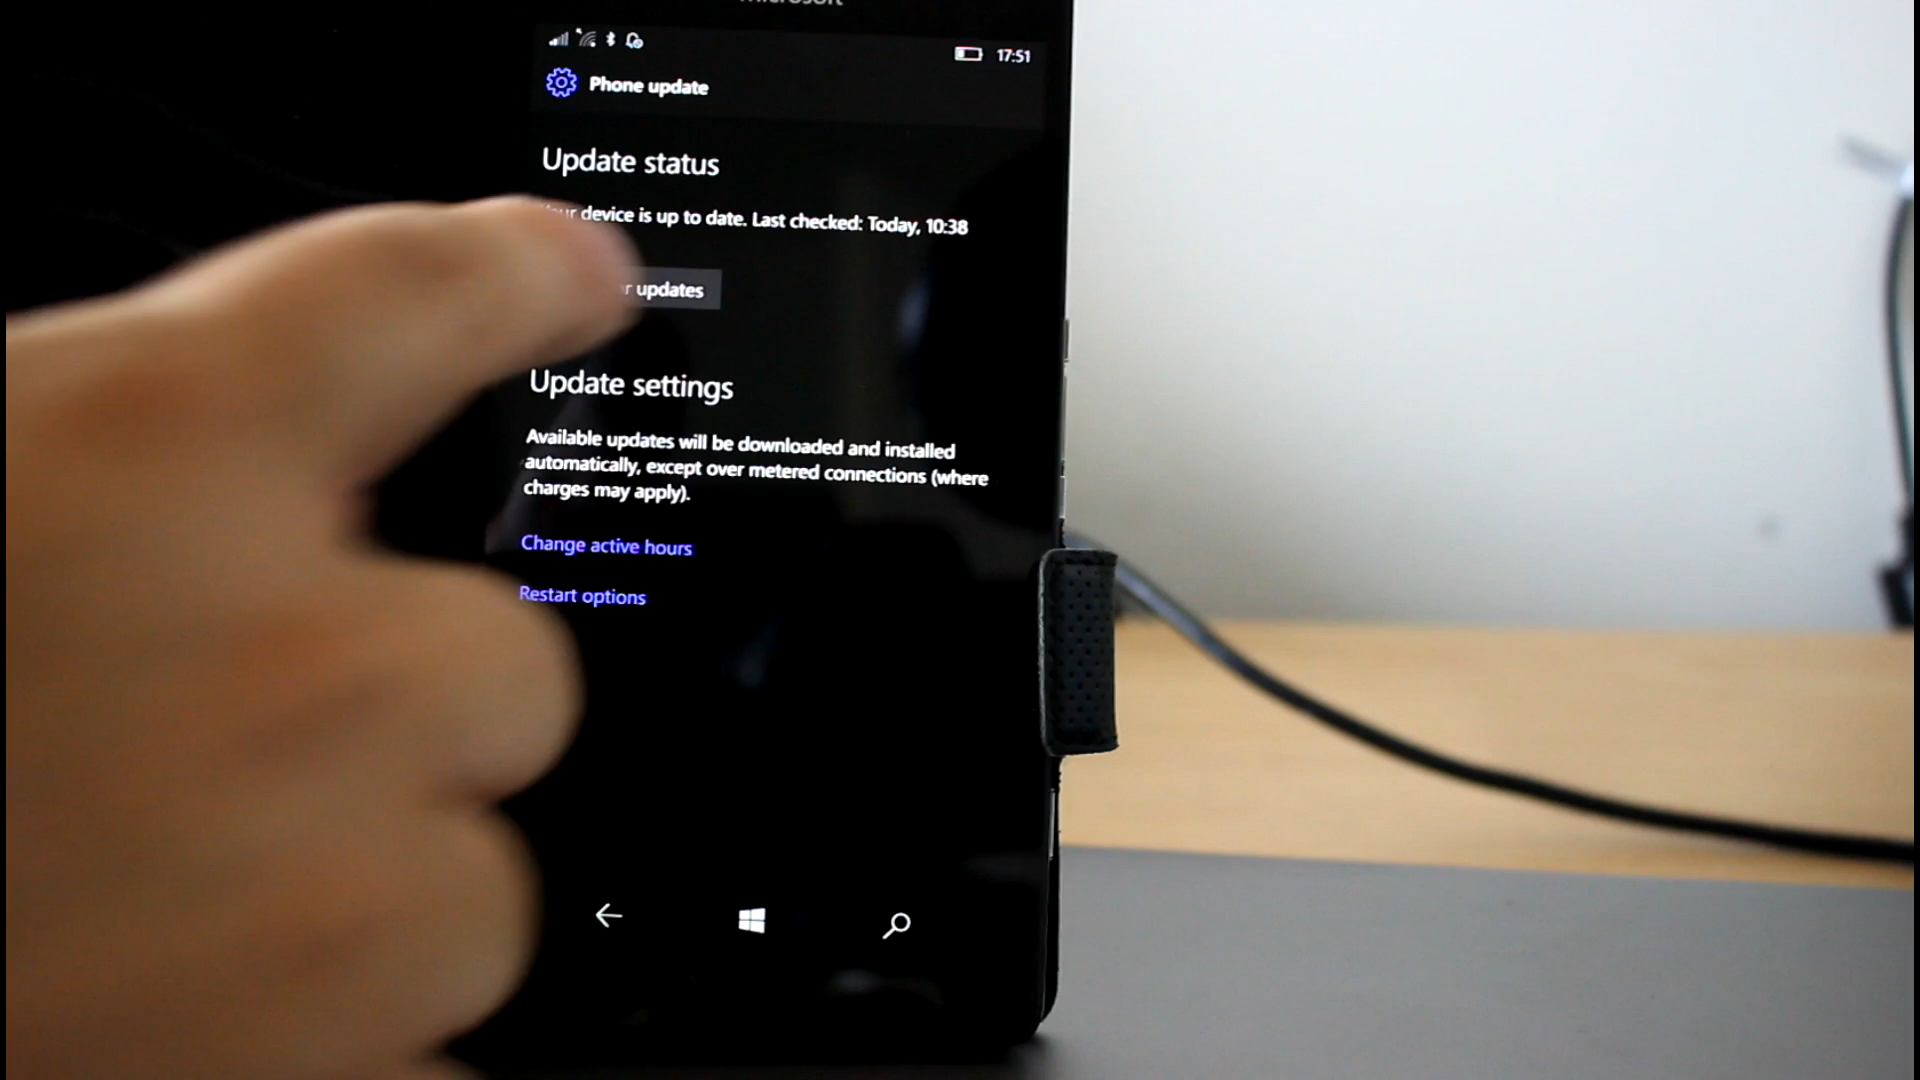 17:51
Phone update
Update status
device is up to date. Last checked: Today, 10:38
updates
Update settings
Available updates will be downloaded and installed
automatically, except over metered connections (where
charges may apply).
Change active hours
Restart options